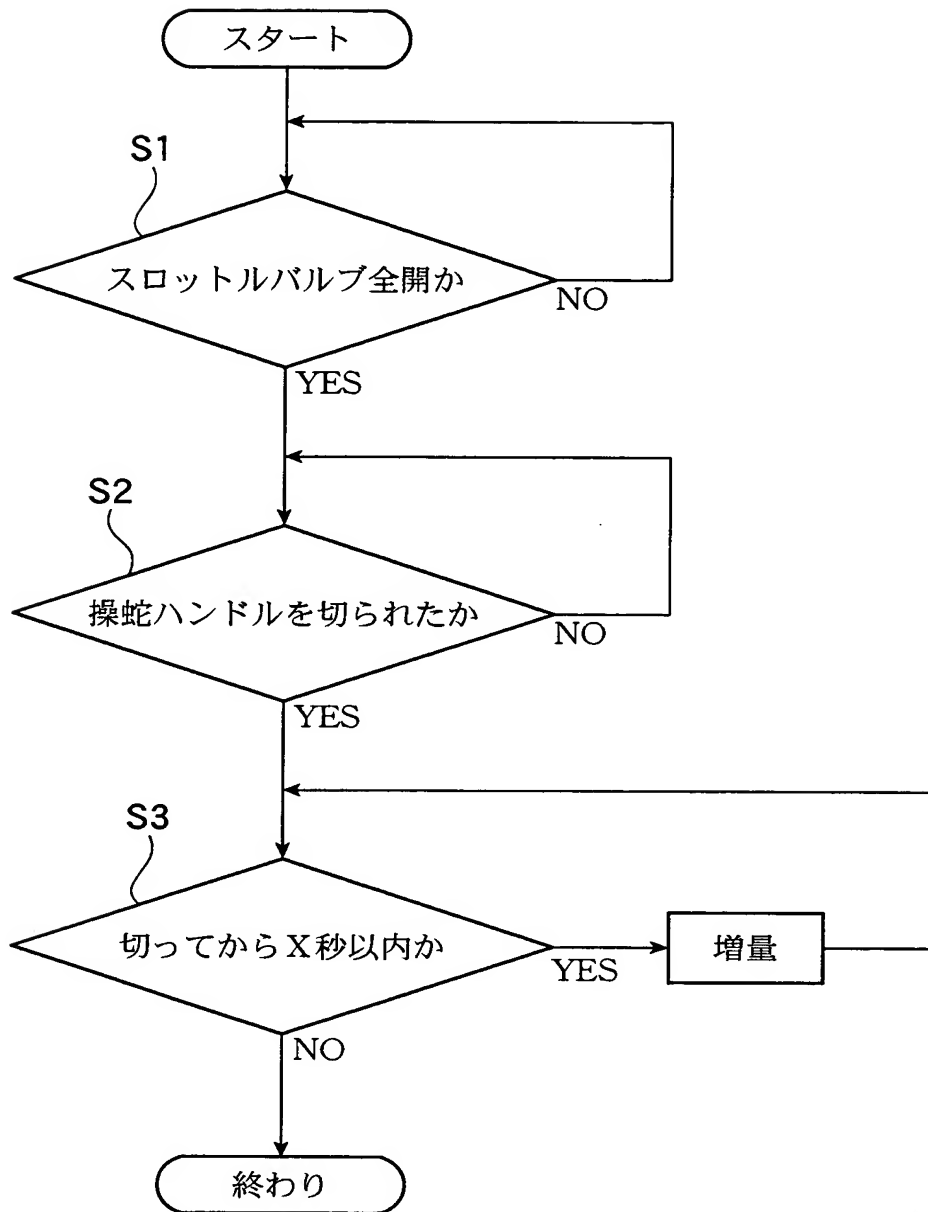 スタート
S1
スロットルバルブ全開か
NO
YES
S2
操蛇ハンドルを切られたか
NO
YES
S3
切ってからX秒以内か
YES
増量
NO
終わり